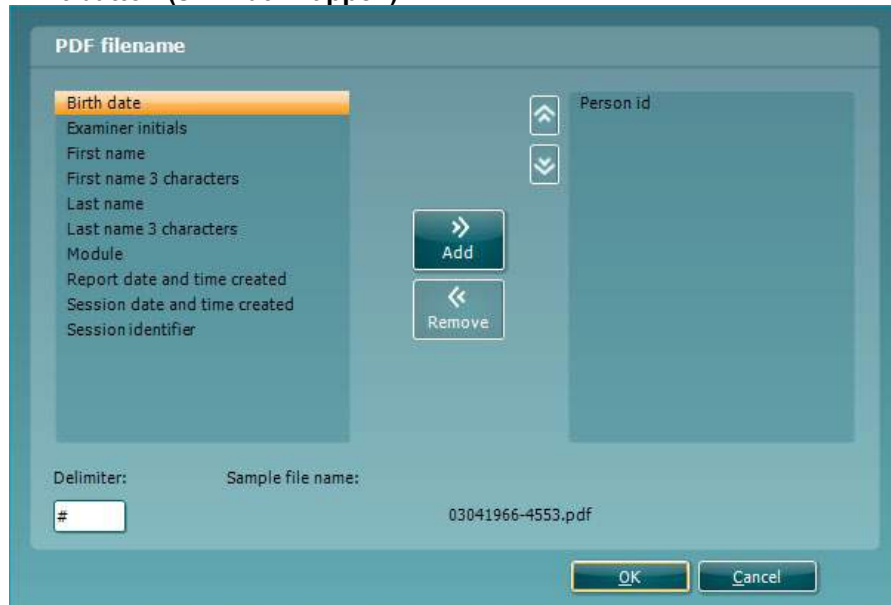 PDF filename
Birth date
Examiner initials
First name
First name 3 characters
Last name
Last name 3 characters
Module
Report date and time created
Session date and time created
Session identifier
Add
Remove
Person id
Delimiter:
Sample file name:
#
03041966-4553.pdf
OK
Cancel